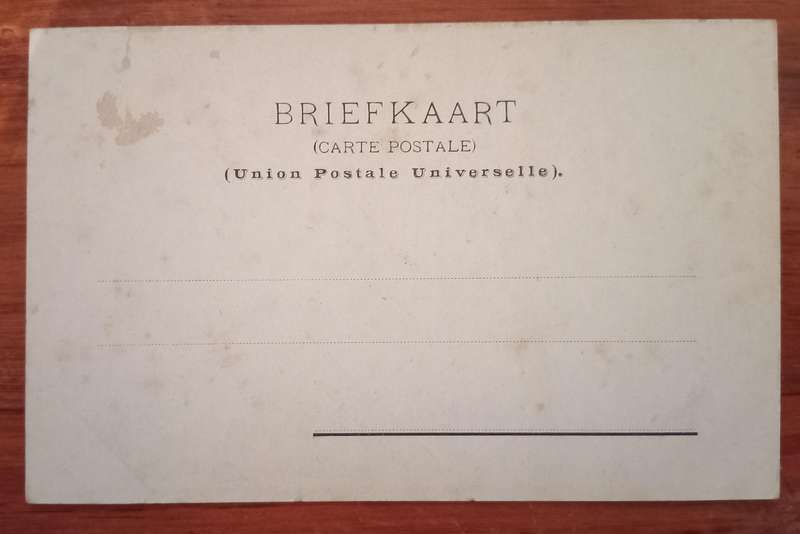 BRIEFKAART
(CARTE POSTALE)
(Union Postale Universelle).